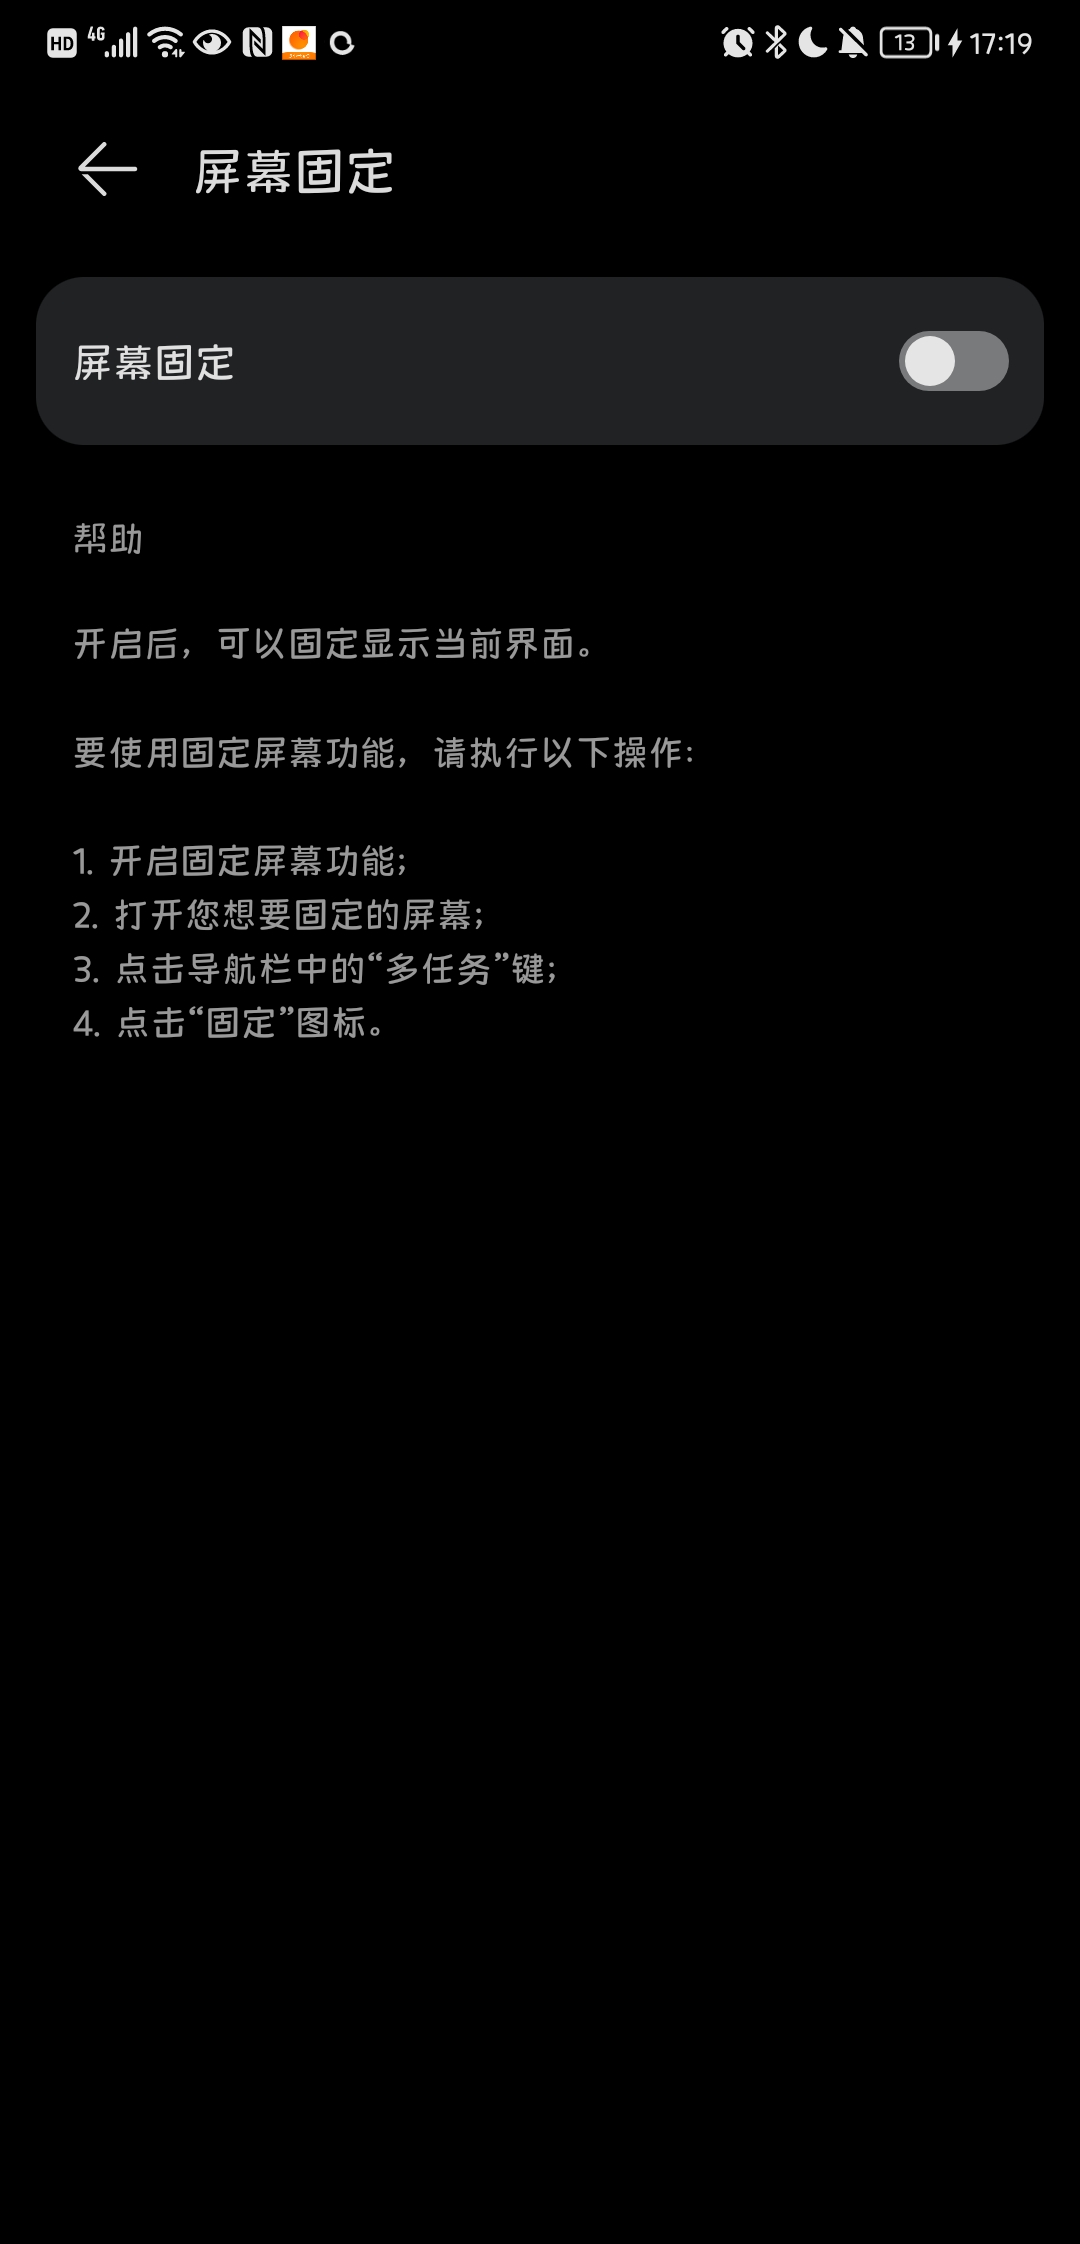 HD 4G 13 17:19
屏幕固定
屏幕固定
帮助
开启后，可以固定显示当前界面。
要使用固定屏幕功能，请执行以下操作:
1. 开启固定屏幕功能;
2. 打开您想要固定的屏幕;
3. 点击导航栏中的“多任务”键;
4. 点击“固定”图标。